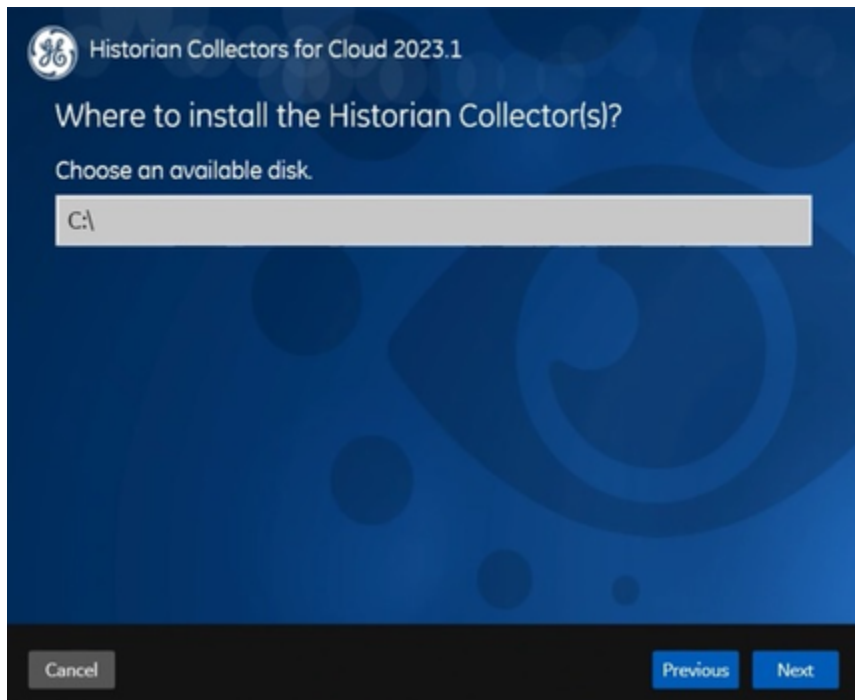 Historian Collectors for Cloud 2023.1
Where to install the Historian Collector(s)?
Choose an available disk.
C:\
Cancel
Previous
Next